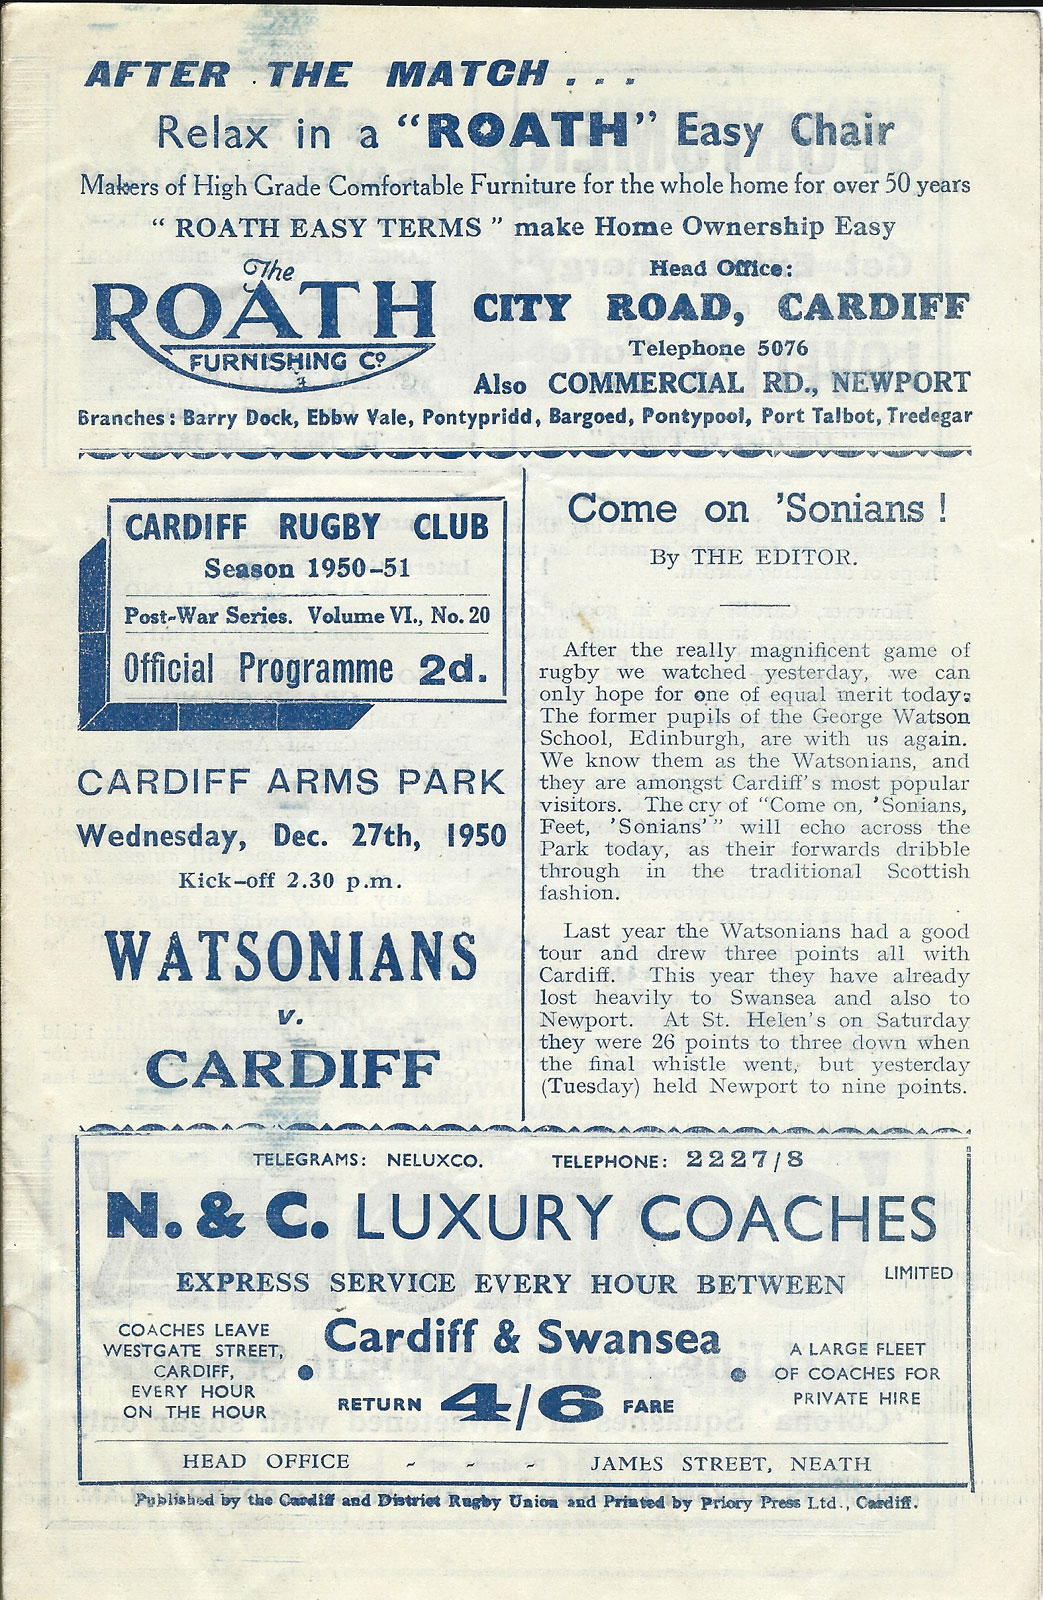 AFTER THE MATCH . . .
Relax in a "ROATH" Easy Chair
Makers of High Grade Comfortable Furniture for the whole home for over 50 years
" ROATH EASY TERMS " make Home Ownership Easy
The
ROATH
FURNISHING Cº
Head Office:
CITY ROAD, CARDIFF
Telephone 5076
Also COMMERCIAL RD., NEWPORT
Branches: Barry Dock, Ebbw Vale, Pontypridd, Bargoed, Pontypool, Port Talbot, Tredegar
CARDIFF RUGBY CLUB
Season 1950-51
Post-War Series. Volume VI., No. 20
Official Programme 2d.
CARDIFF ARMS PARK
Wednesday, Dec. 27th, 1950
Kick-off 2.30 p.m.
WATSONIANS
v.
CARDIFF
Come on 'Sonians !
By THE EDITOR.
After the really magnificent game of
rugby we watched yesterday, we can
only hope for one of equal merit today:
The former pupils of the George Watson
School, Edinburgh, are with us again.
We know them as the Watsonians, and
they are amongst Cardiff's most popular
visitors. The cry of "Come on, 'Sonians,
Feet, 'Sonians' " will echo across the
Park today, as their forwards dribble
through in the traditional Scottish
fashion.
Last year the Watsonians had a good
tour and drew three points all with
Cardiff. This year they have already
lost heavily to Swansea and also to
Newport. At St. Helen's on Saturday
they were 26 points to three down when
the final whistle went, but yesterday
(Tuesday) held Newport to nine points.
TELEGRAMS: NELUXCO. TELEPHONE: 2227/8
N. & C. LUXURY COACHES
LIMITED
EXPRESS SERVICE EVERY HOUR BETWEEN
COACHES LEAVE
WESTGATE STREET,
CARDIFF,
EVERY HOUR
ON THE HOUR
Cardiff & Swansea
RETURN 4/6 FARE
A LARGE FLEET
OF COACHES FOR
PRIVATE HIRE
HEAD OFFICE - - - JAMES STREET, NEATH
Published by the Cardiff and District Rugby Union and Printed by Priory Press Ltd., Cardiff.